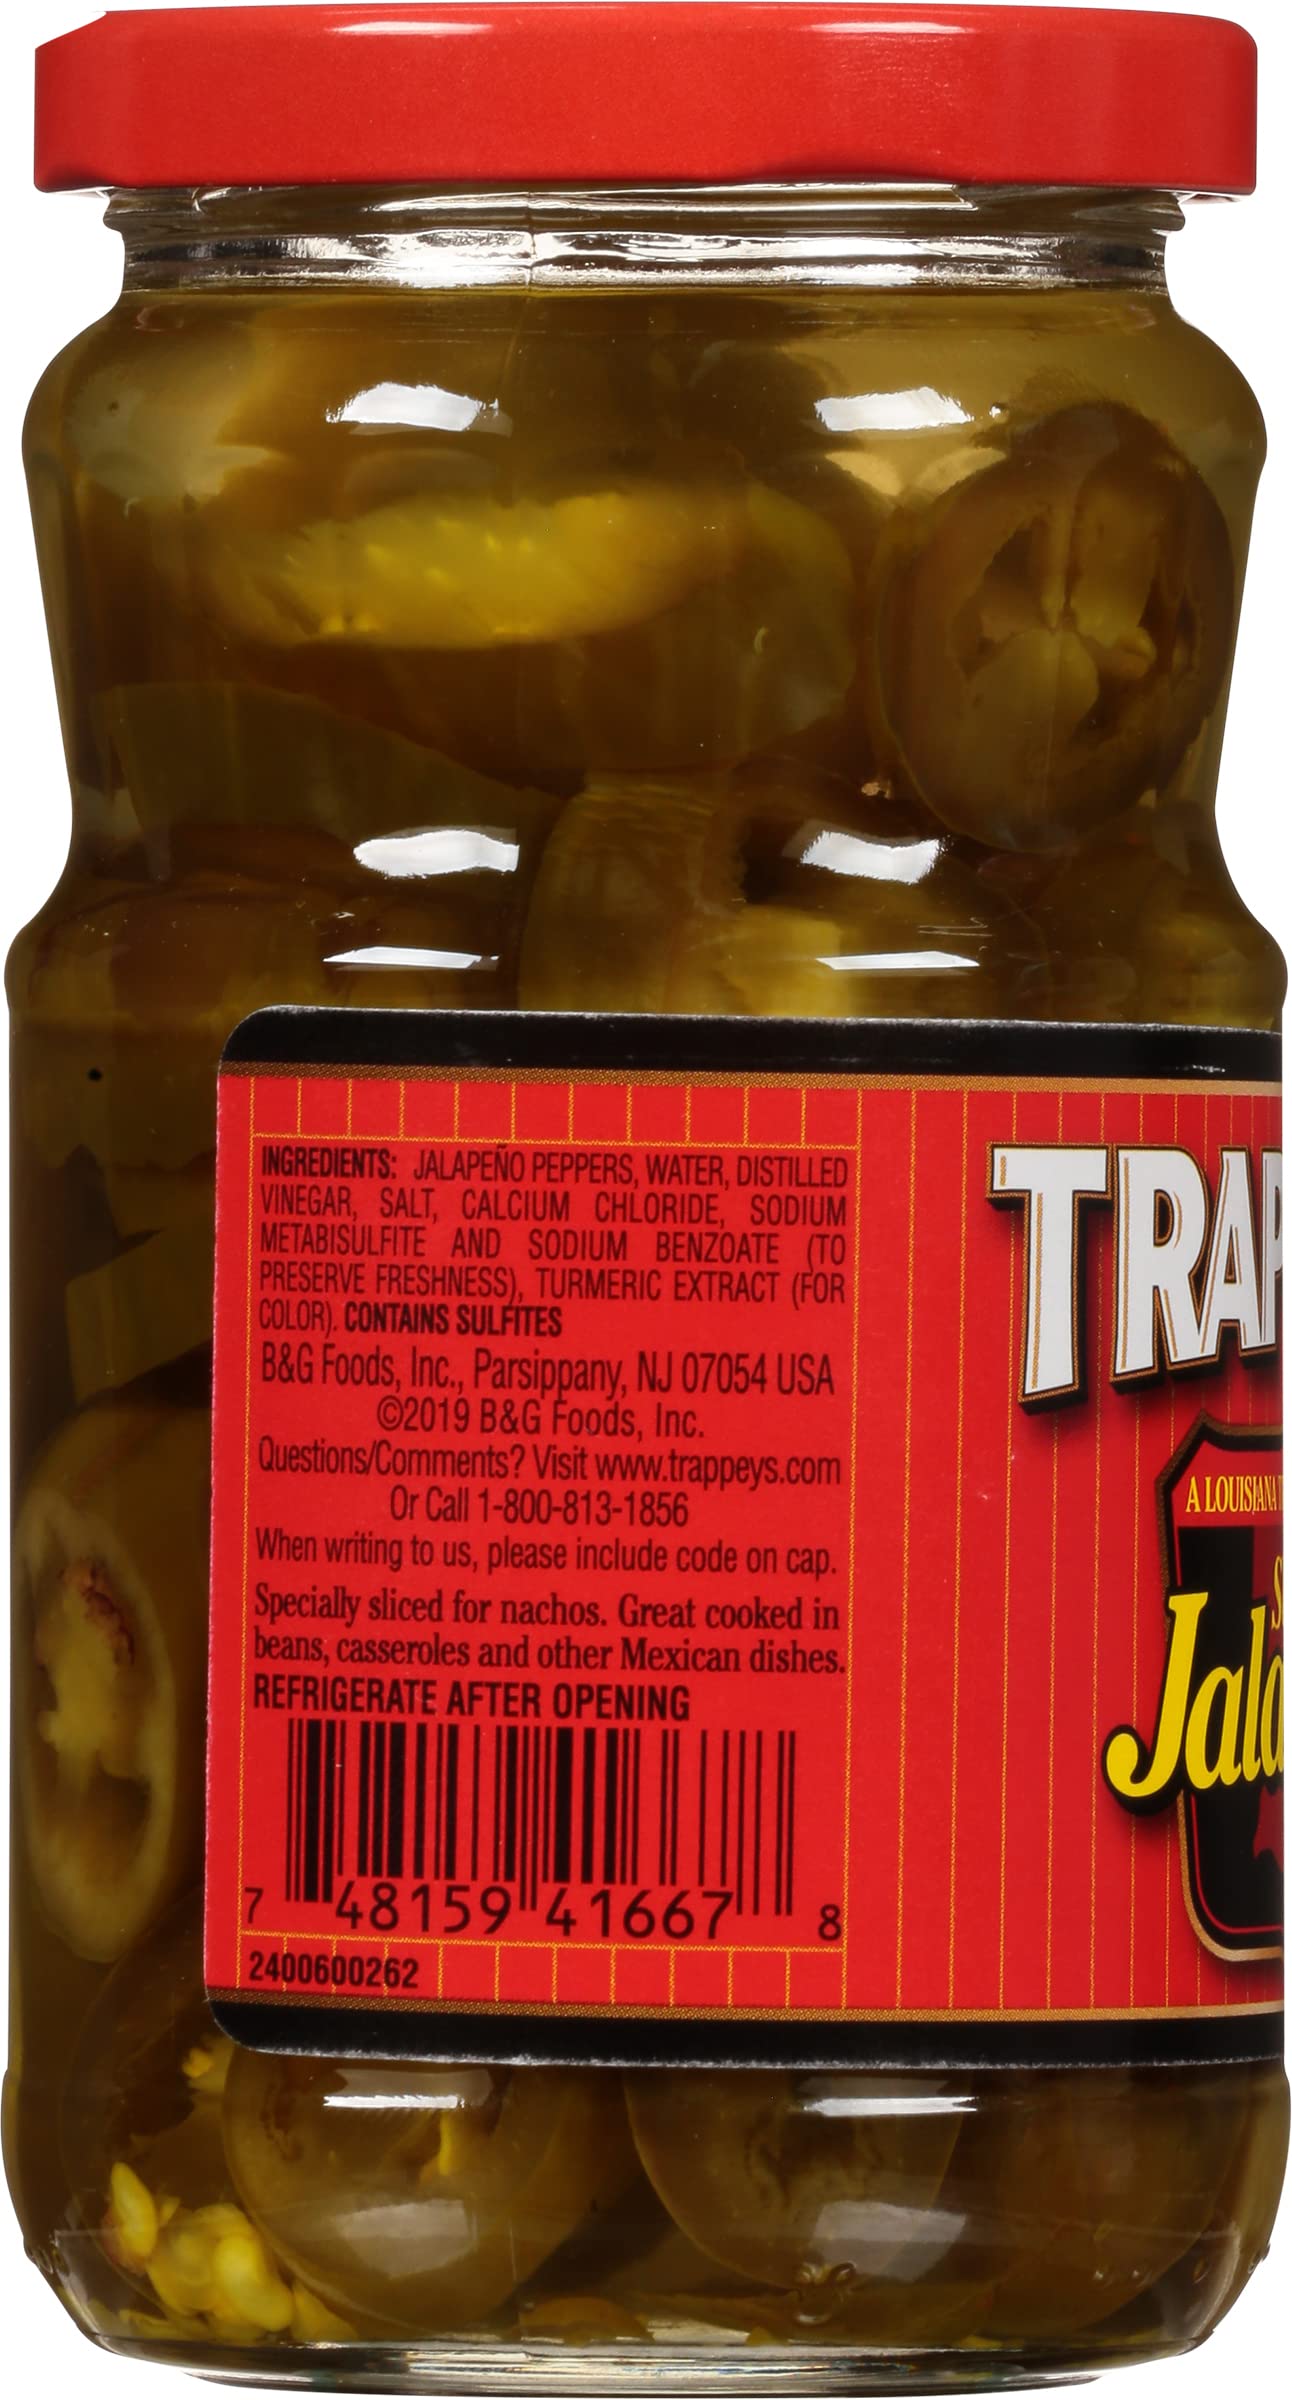 INGREDIENTS: JALAPEÑO PEPPERS, WATER, DISTILLED
VINEGAR, SALT, CALCIUM CHLORIDE, SODIUM
METABISULFITE AND SODIUM BENZOATE (TO
PRESERVE FRESHNESS), TURMERIC EXTRACT (FOR
COLOR). CONTAINS SULFITES
B&G Foods, Inc., Parsippany, NJ 07054 USA
©2019 B&G Foods, Inc.
Questions/Comments? Visit www.trappeys.com
Or Call 1-800-813-1856
When writing to us, please include code on cap.
Specially sliced for nachos. Great cooked in
beans, casseroles and other Mexican dishes.
REFRIGERATE AFTER OPENING
7 48159 41667 8
2400600262
TRAP
A LOUISIANA
Jala